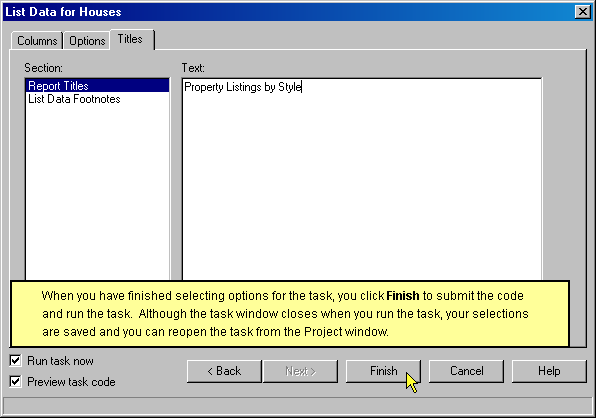 List Data for Houses
Columns Options Titles
Section: Text:
Report Titles
List Data Footnotes
Property Listings by Style
When you have finished selecting options for the task, you click Finish to submit the code
and run the task. Although the task window closes when you run the task, your selections
are saved and you can reopen the task from the Project window.
Run task now
Preview task code
< Back Next > Finish Cancel Help